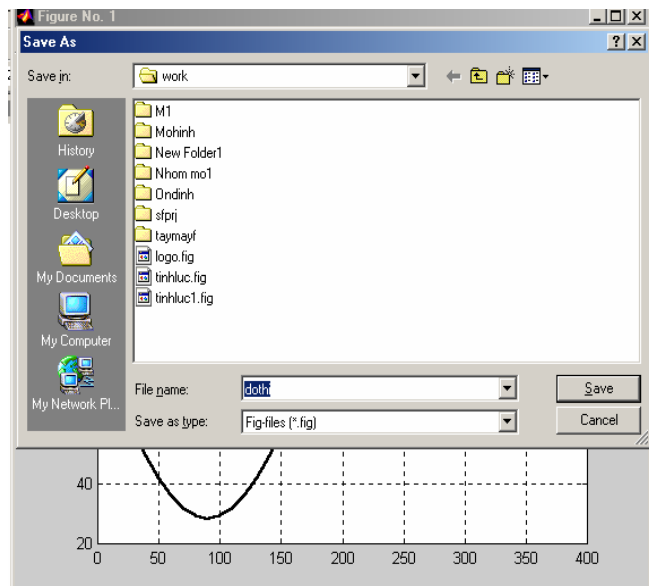 Figure No. 1
Save As
Save in:
work
History
Desktop
My Documents
My Computer
My Network Pl...
M1
Mohinh
New Folder1
Nhom mo1
Ondinh
sfprj
taymayf
logo.fig
tinhluc.fig
tinhluc1.fig
File name:
dothi
Save
Save as type:
Fig-files (*.fig)
Cancel
40
20
0 50 100 150 200 250 300 350 400